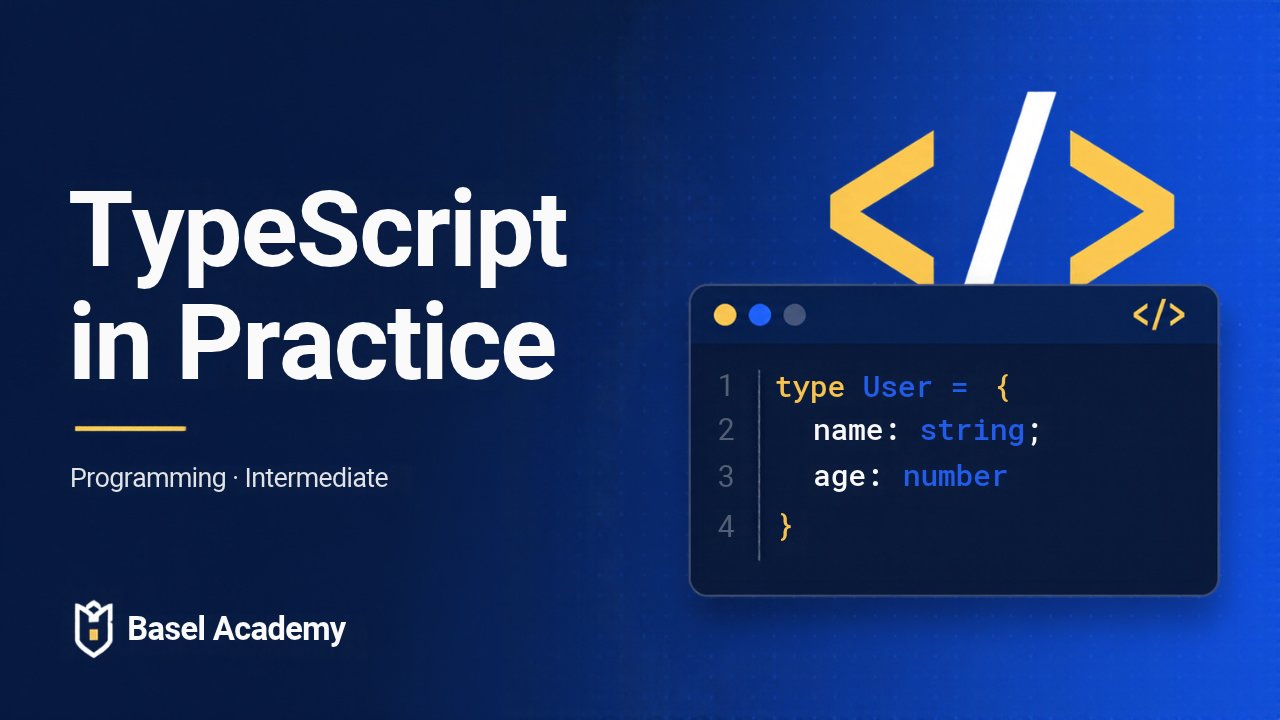 TypeScript
in Practice
Programming · Intermediate
Basel Academy
</>
</>
1 type User = {
2 name: string;
3 age: number
4 }